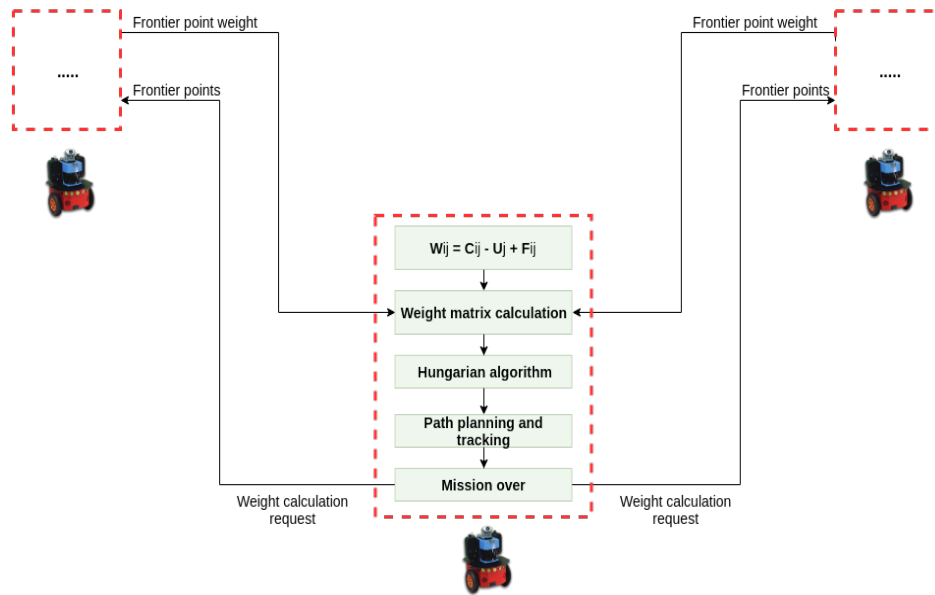 Frontier point weight
Frontier point weight
.....
.....
Frontier points
Frontier points
Wij = Cij - Uj + Fij
Weight matrix calculation
Hungarian algorithm
Path planning and
tracking
Mission over
Weight calculation
request
Weight calculation
request